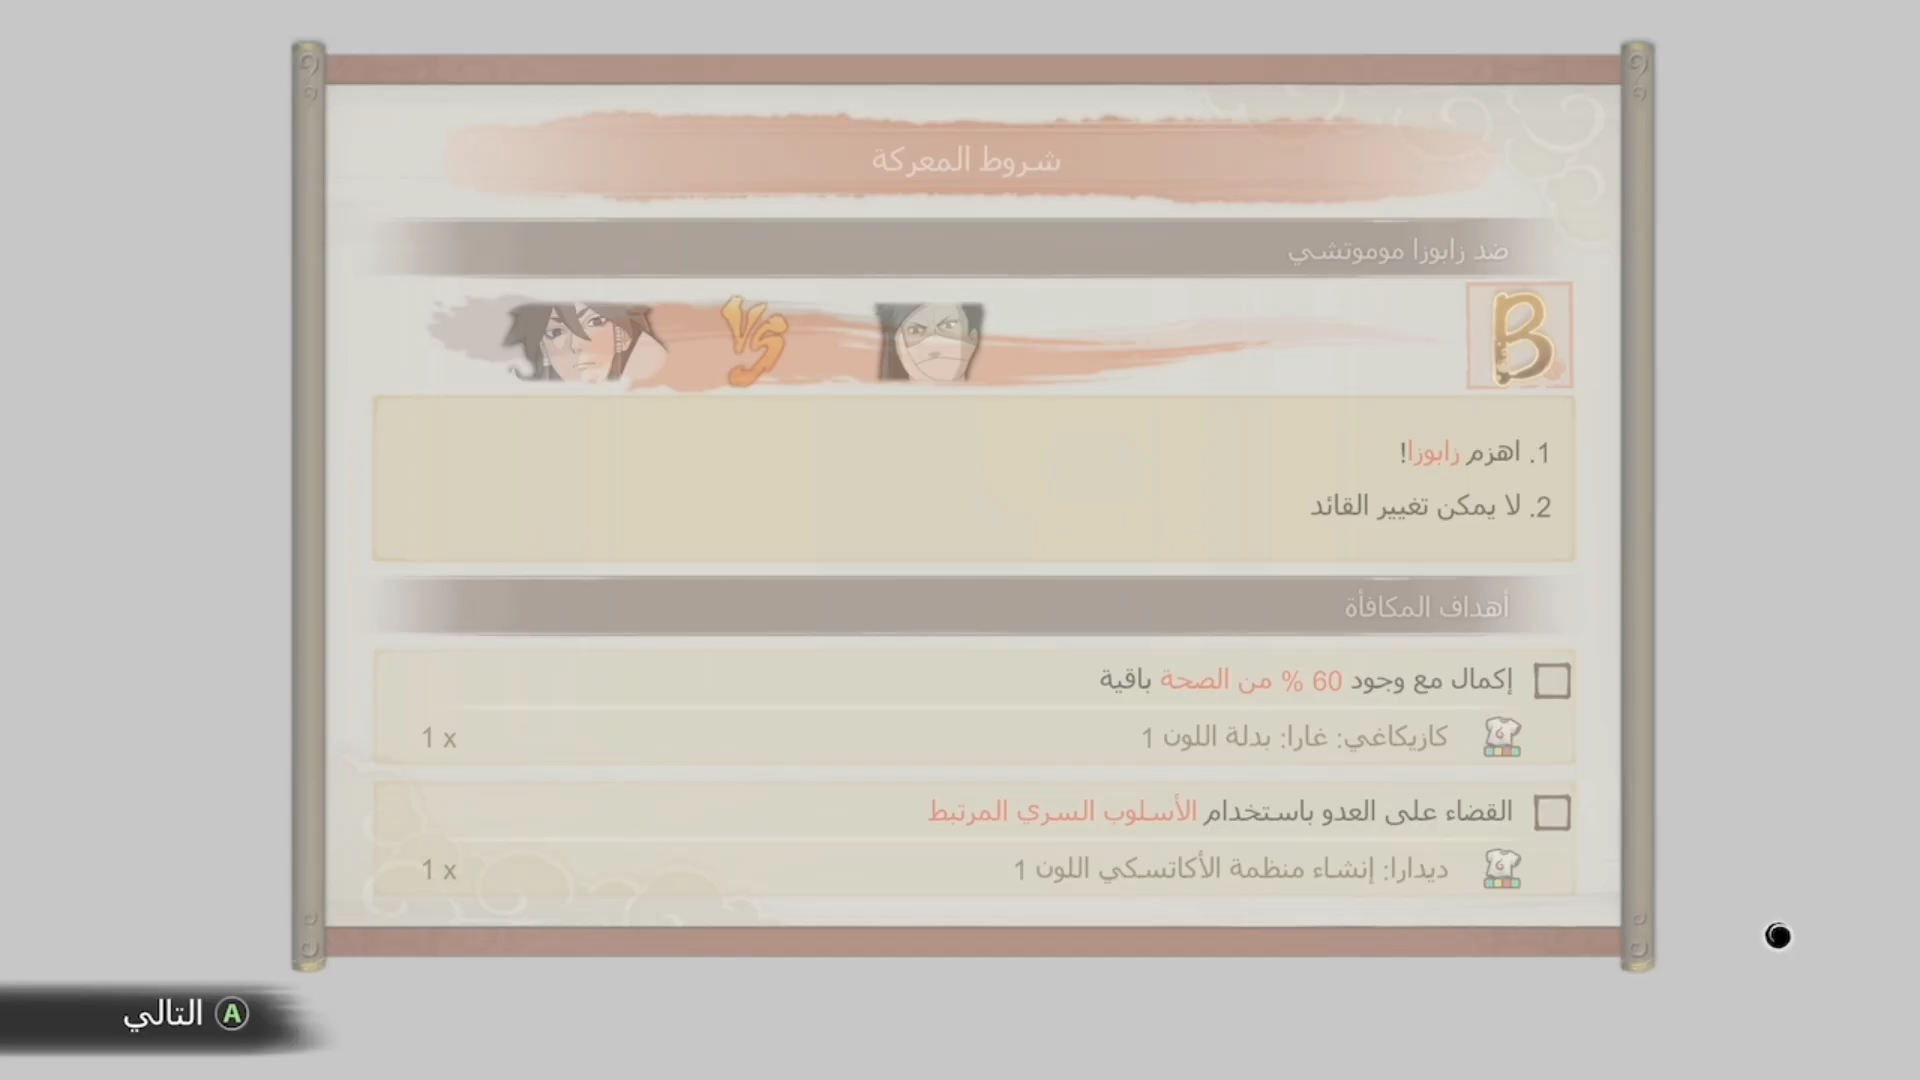 شروط المعركة
ضد زابوزا موموتشي
VS
B
1. اهزم زابوزا!
2. لا يمكن تغيير القائد
أهداف المكافأة
إكمال مع وجود 60 % من الصحة باقية
كازيكاغي: غارا: بدلة اللون 1
1 x
القضاء على العدو باستخدام الأسلوب السري المرتبط
ديدارا: إنشاء منظمة الأكاتسكي اللون 1
1 x
A التالي